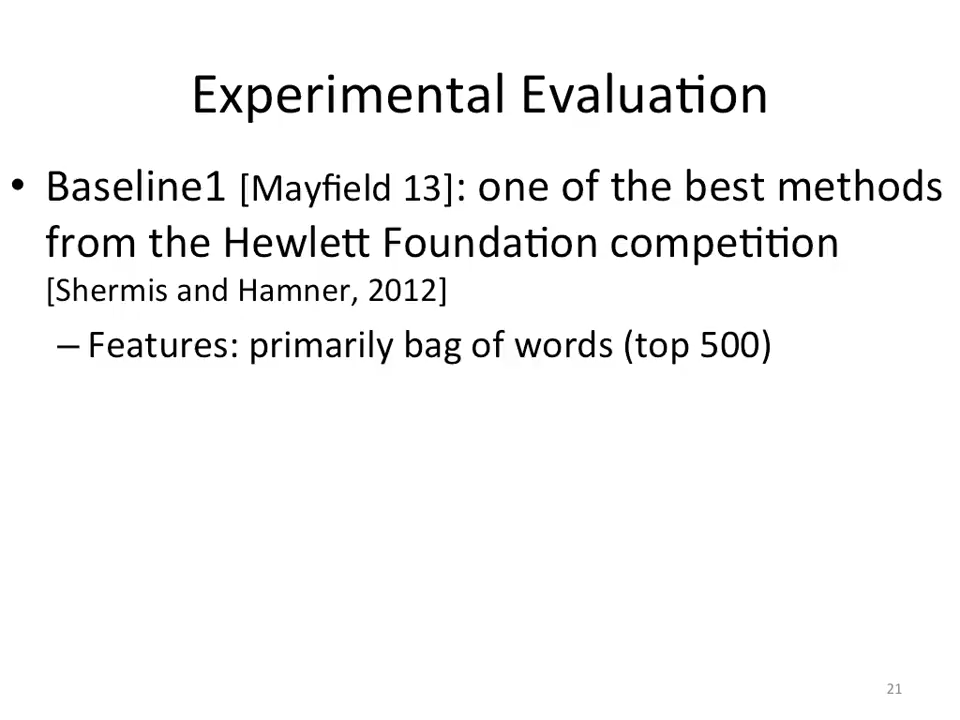 Experimental Evaluation
• Baseline1 [Mayfield 13]: one of the best methods
from the Hewlett Foundation competition
[Shermis and Hamner, 2012]
– Features: primarily bag of words (top 500)
21